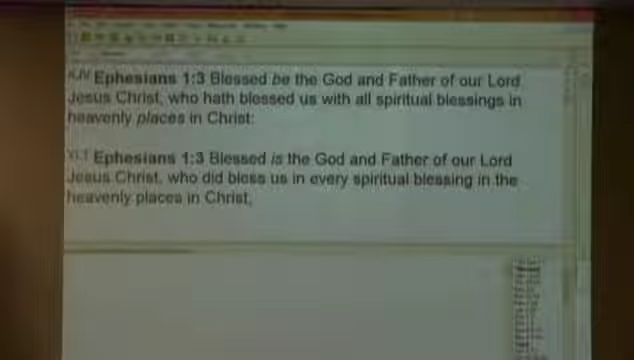 KJV Ephesians 1:3 Blessed be the God and Father of our Lord
Jesus Christ, who hath blessed us with all spiritual blessings in
heavenly places in Christ:
YLT Ephesians 1:3 Blessed is the God and Father of our Lord
Jesus Christ, who did bless us in every spiritual blessing in the
heavenly places in Christ,